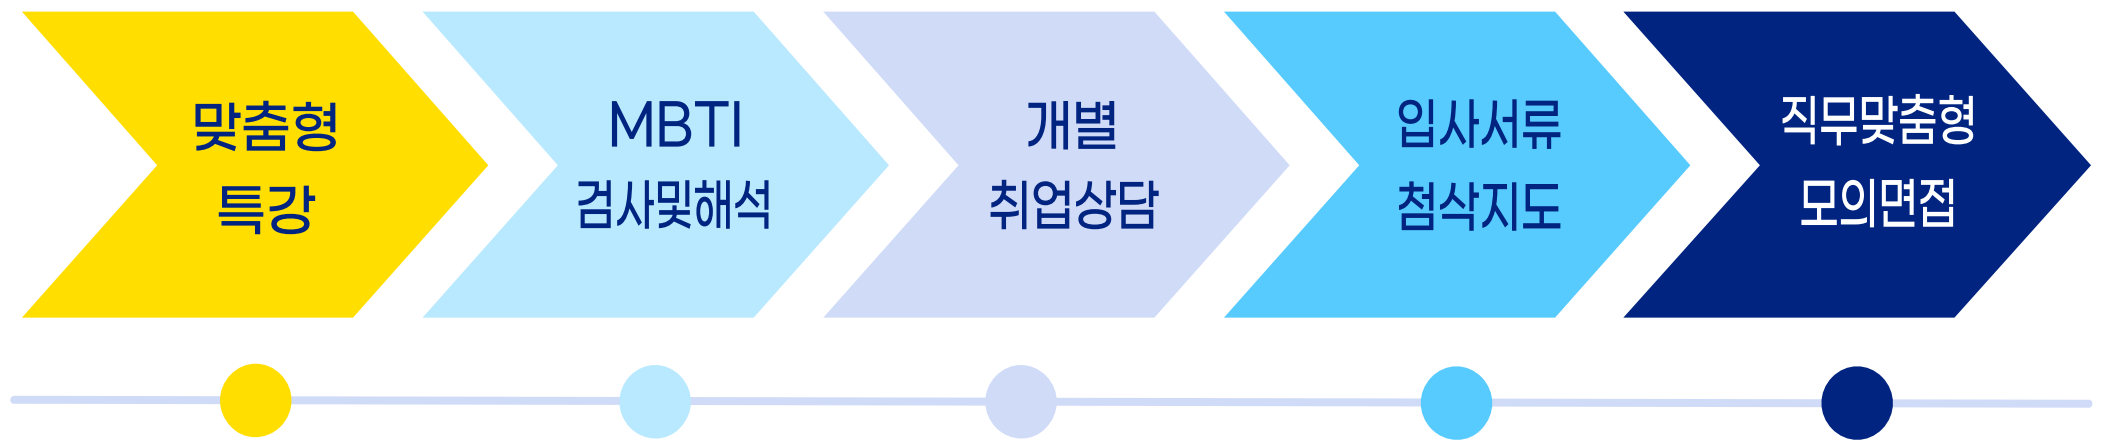 맞춤형
특강
MBTI
검사및해석
개별
취업상담
입사서류
첨삭지도
직무맞춤형
모의면접